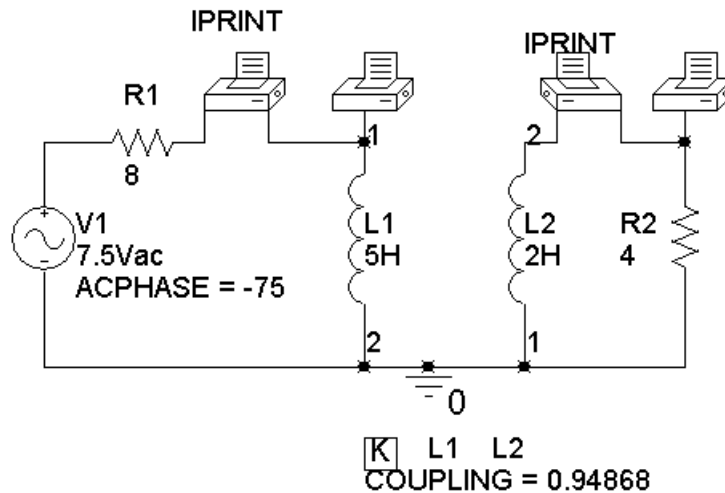 IPRINT
IPRINT
R1
8
1
2
V1
7.5Vac
ACPHASE = -75
L1
5H
L2
2H
R2
4
2
1
0
K L1 L2
COUPLING = 0.94868